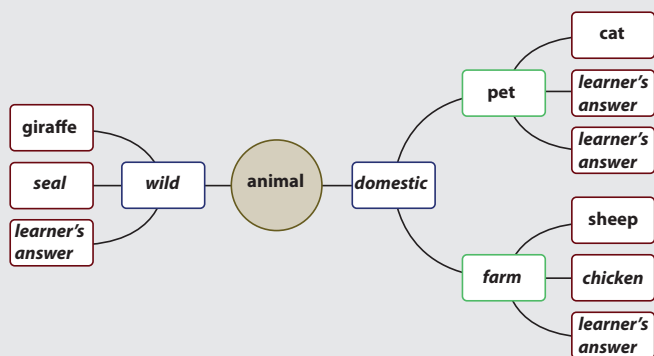 giraffe
seal
learner's
answer
wild
animal
domestic
pet
cat
learner's
answer
learner's
answer
farm
sheep
chicken
learner's
answer